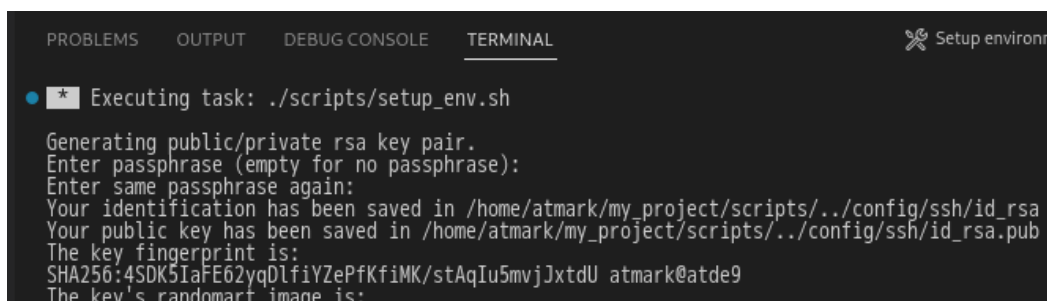 PROBLEMS OUTPUT DEBUG CONSOLE TERMINAL Setup environ
* Executing task: ./scripts/setup_env.sh
Generating public/private rsa key pair.
Enter passphrase (empty for no passphrase):
Enter same passphrase again:
Your identification has been saved in /home/atmark/my_project/scripts/../config/ssh/id_rsa
Your public key has been saved in /home/atmark/my_project/scripts/../config/ssh/id_rsa.pub
The key fingerprint is:
SHA256:4SDK5IaFE62yqDlfiYZePfKfiMK/stAqIu5mvjJxtdU atmark@atde9
The key's randomart image is: